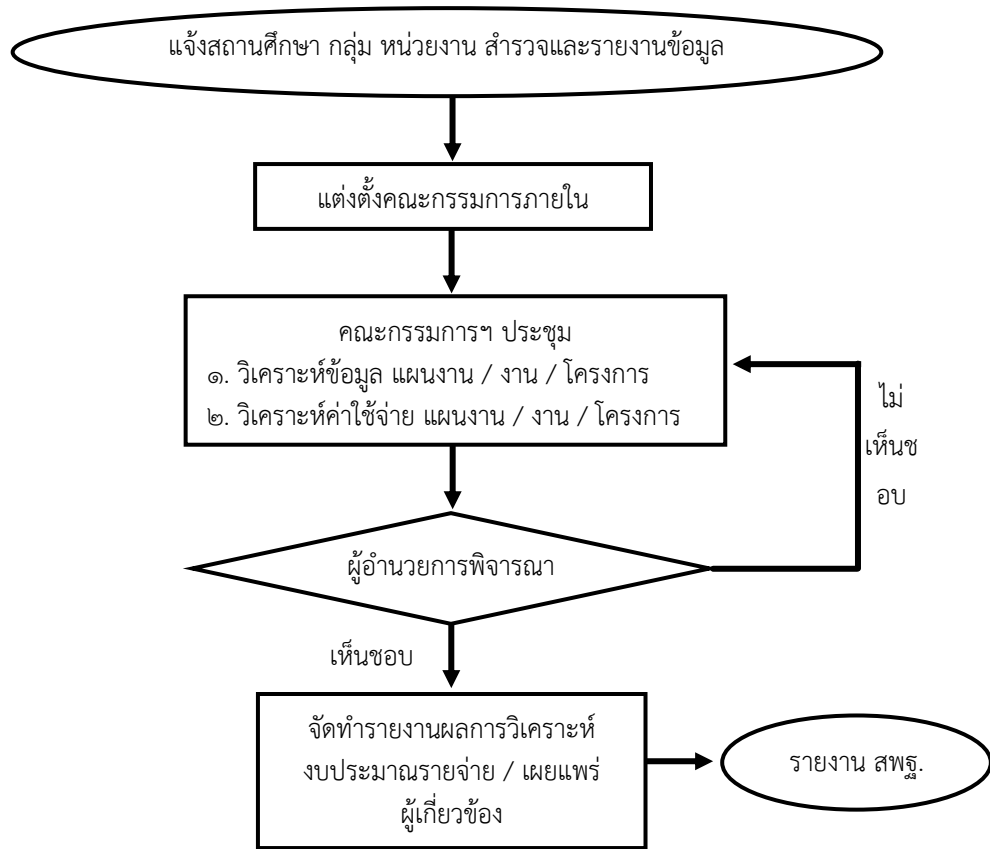 แจ้งสถานศึกษา กลุ่ม หน่วยงาน สำรวจและรายงานข้อมูล
แต่งตั้งคณะกรรมการภายใน
คณะกรรมการฯ ประชุม
๑. วิเคราะห์ข้อมูล แผนงาน / งาน / โครงการ
๒. วิเคราะห์ค่าใช้จ่าย แผนงาน / งาน / โครงการ
ไม่
เห็นช
อบ
ผู้อำนวยการพิจารณา
เห็นชอบ
จัดทำรายงานผลการวิเคราะห์
งบประมาณรายจ่าย / เผยแพร่
ผู้เกี่ยวข้อง
รายงาน สพฐ.